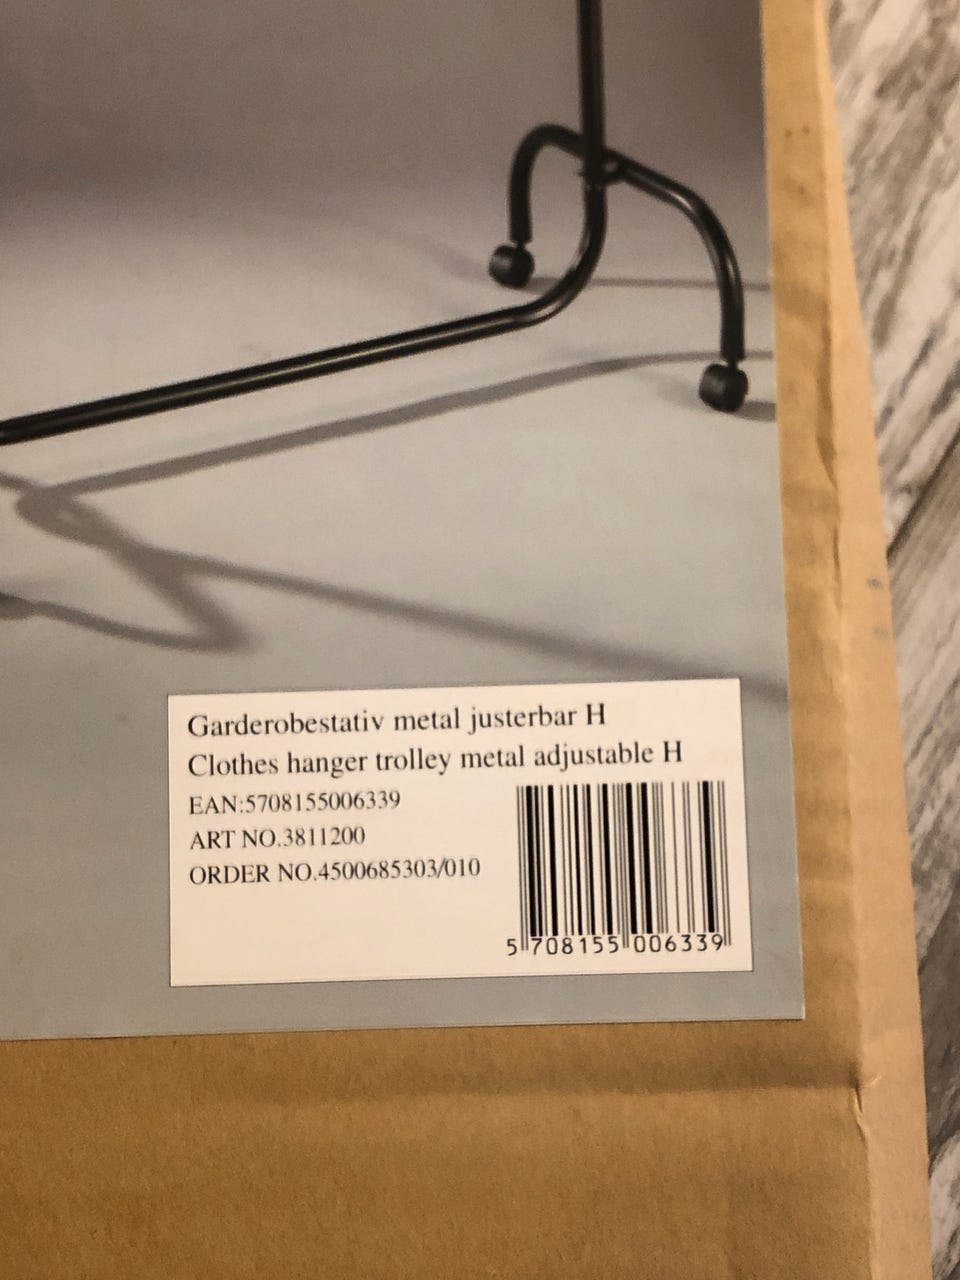 Garderobestativ metal justerbar H
Clothes hanger trolley metal adjustable H
EAN:5708155006339
ART NO.3811200
ORDER NO.4500685303/010
5 708155 006339